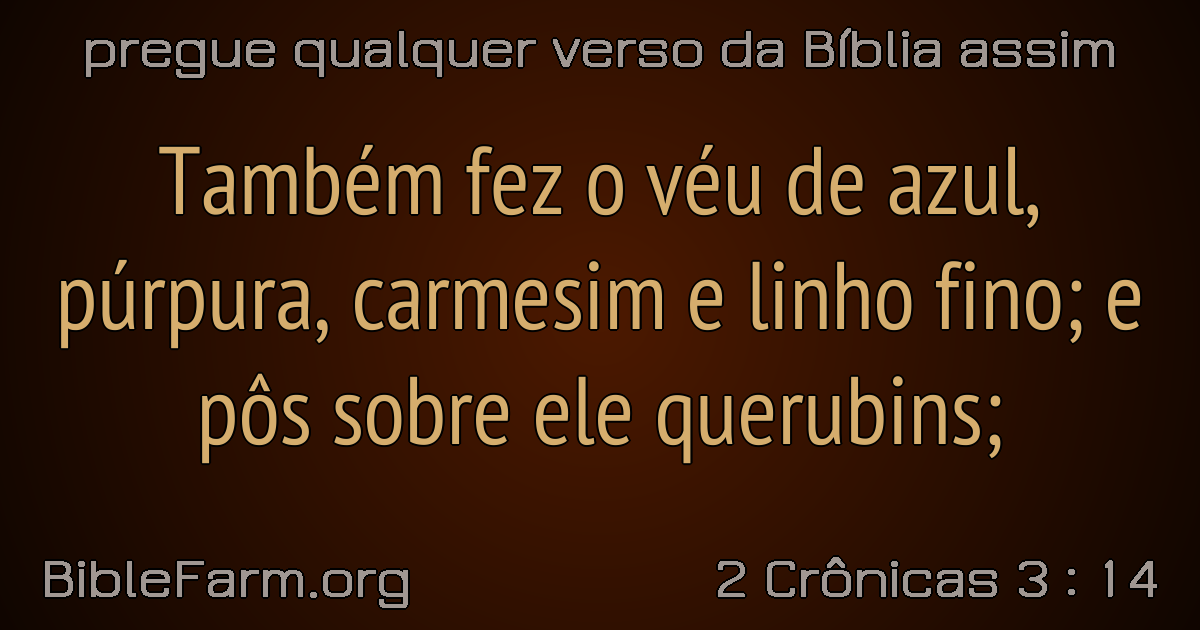 pregue qualquer verso da Bíblia assim
Também fez o véu de azul,
púrpura, carmesim e linho fino; e
pôs sobre ele querubins;
BibleFarm.org
2 Crônicas 3 : 14